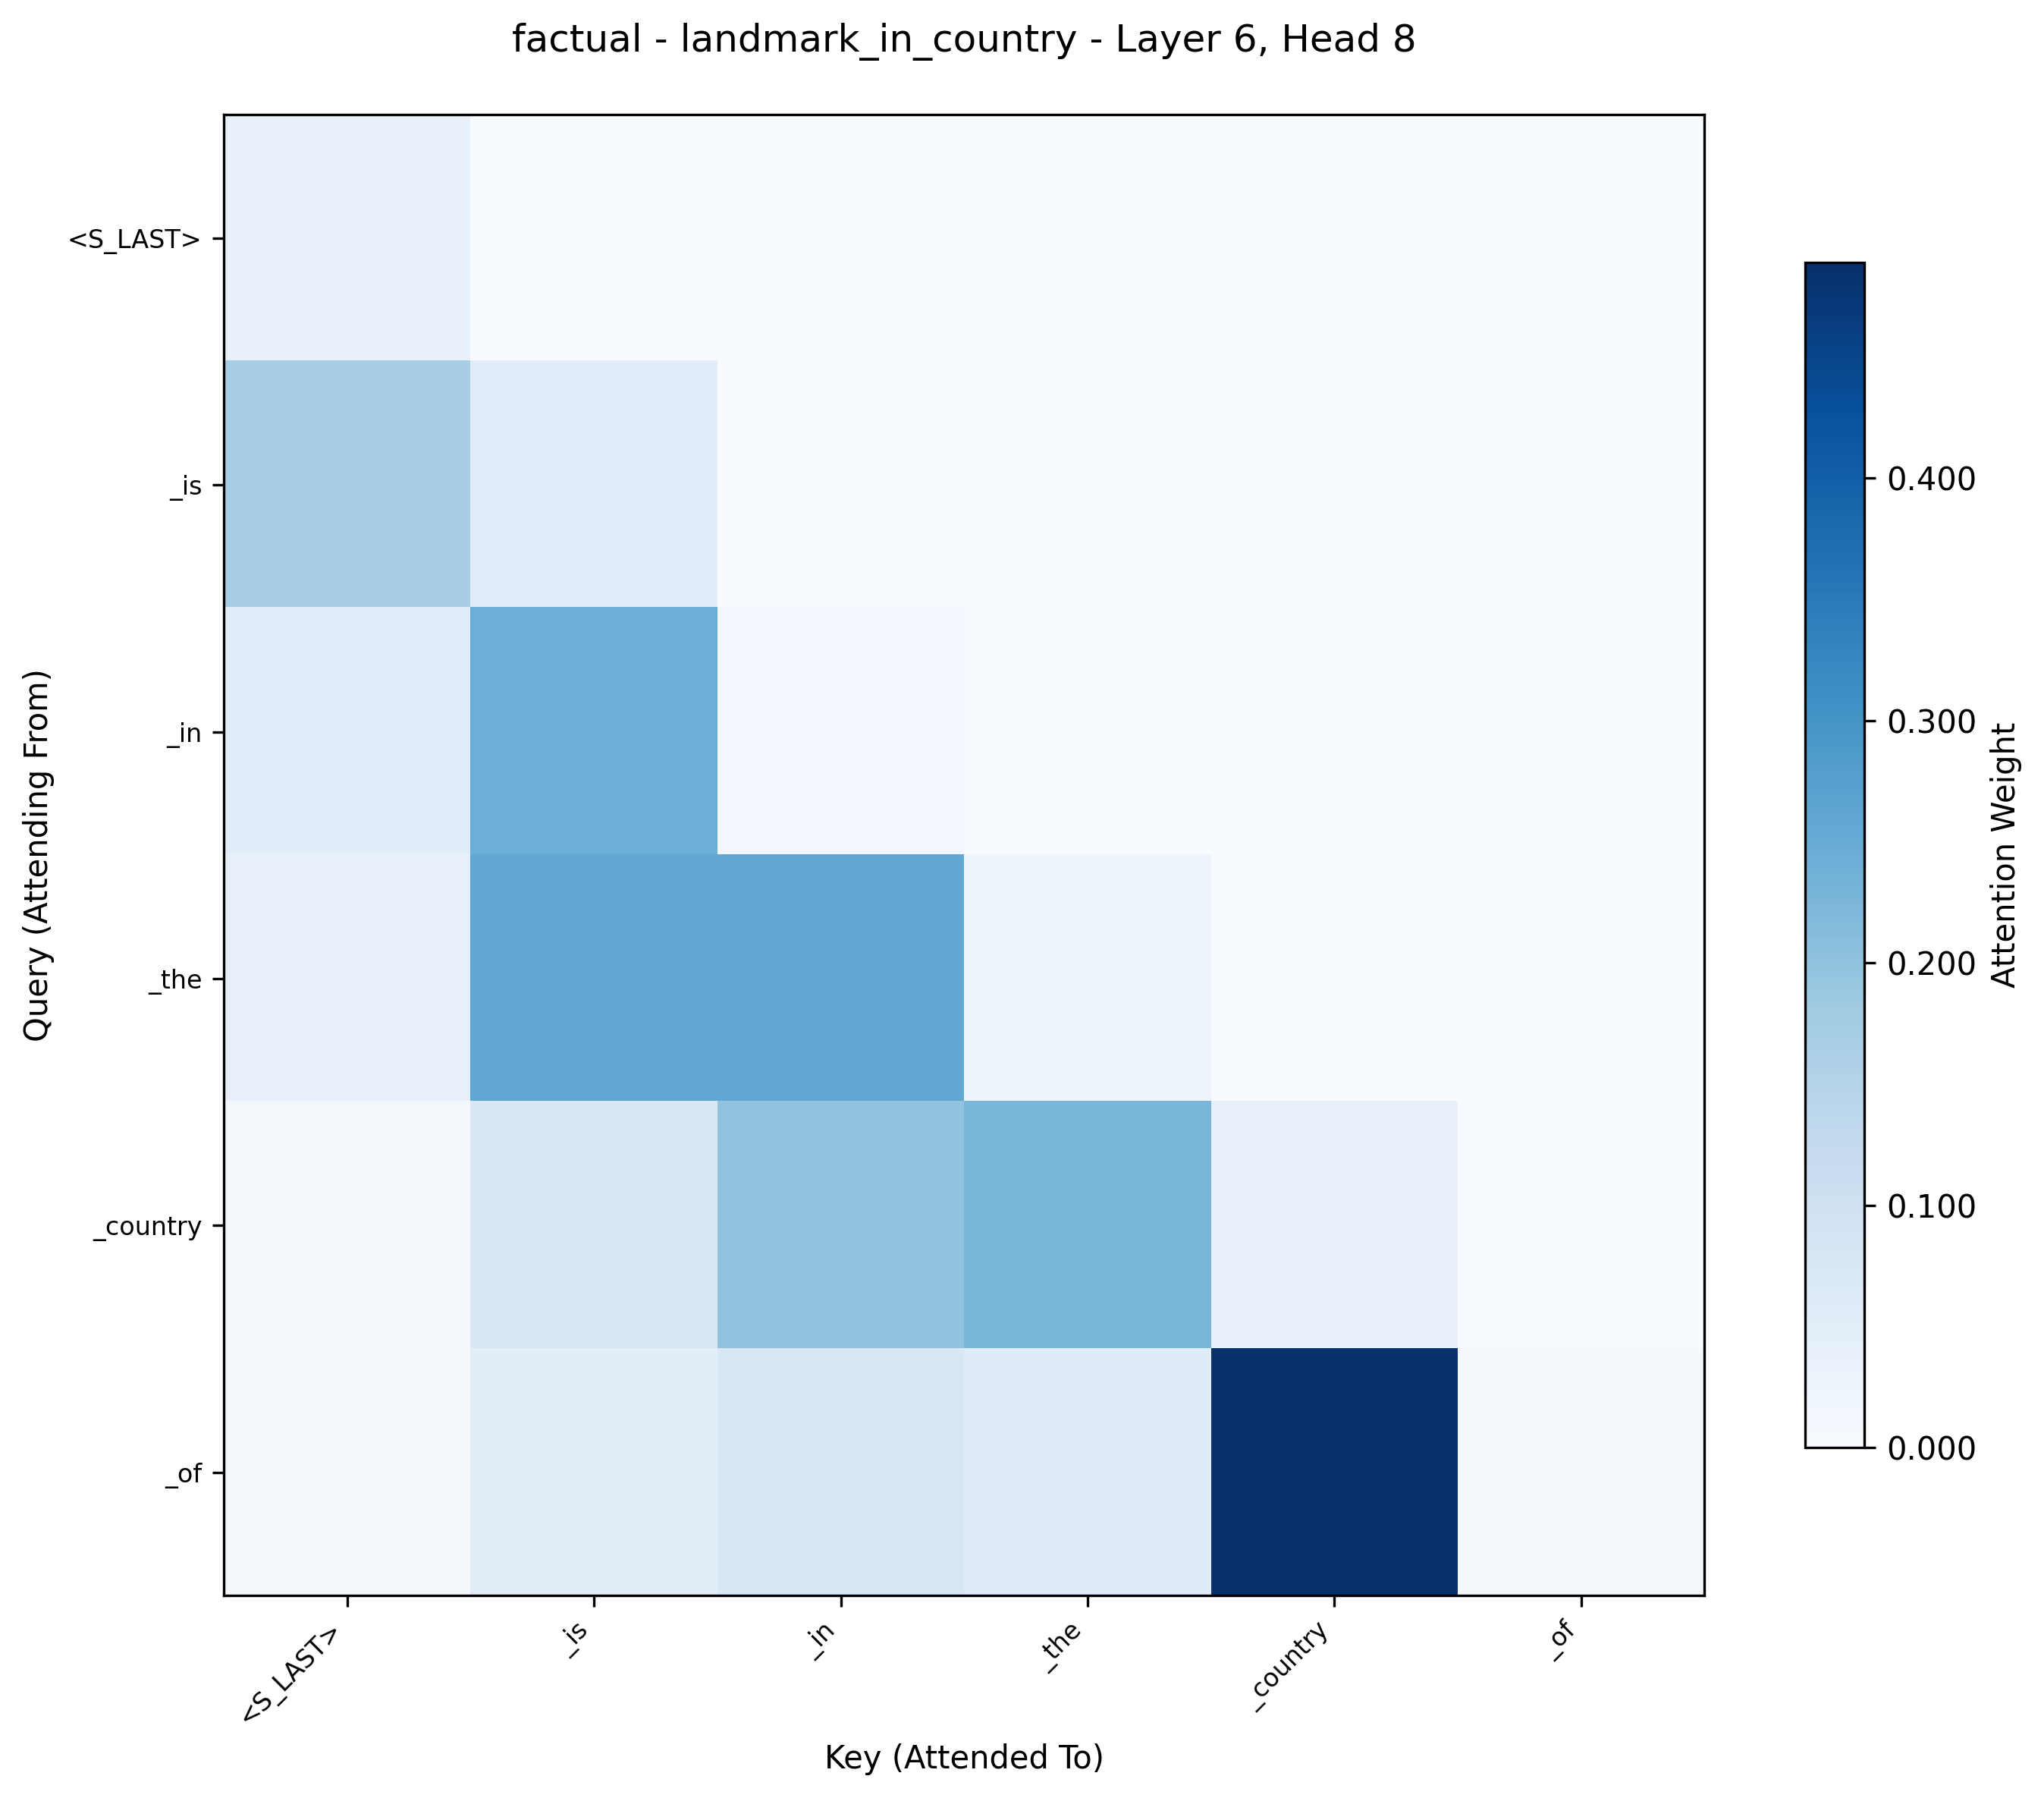 factual - landmark_in_country - Layer 6, Head 8
Query (Attending From)
<S_LAST>
_is
_in
_the
_country
_of
<S_LAST>
_is
_in
_the
_country
_of
Key (Attended To)
0.400
0.300
0.200
0.100
0.000
Attention Weight